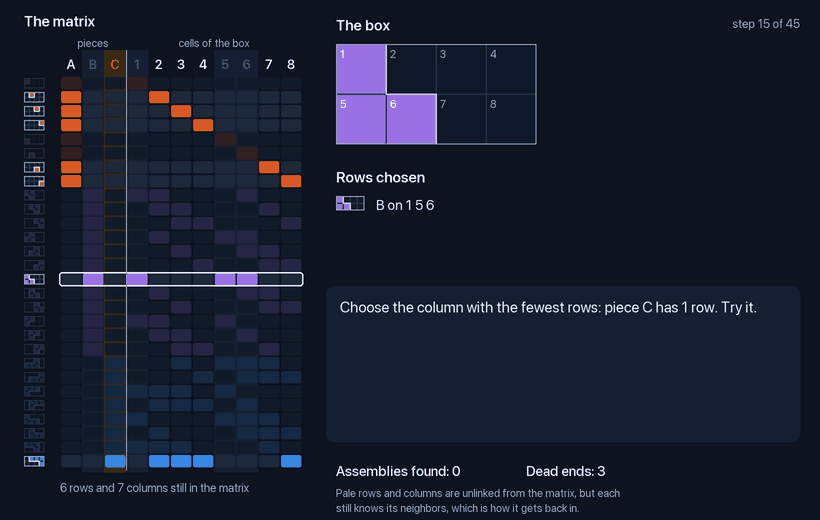 The matrix
pieces
cells of the box
A B C 1 2 3 4 5 6 7 8
6 rows and 7 columns still in the matrix
The box
step 15 of 45
1 2 3 4
5 6 7 8
Rows chosen
B on 1 5 6
Choose the column with the fewest rows: piece C has 1 row. Try it.
Assemblies found: 0
Dead ends: 3
Pale rows and columns are unlinked from the matrix, but each
still knows its neighbors, which is how it gets back in.